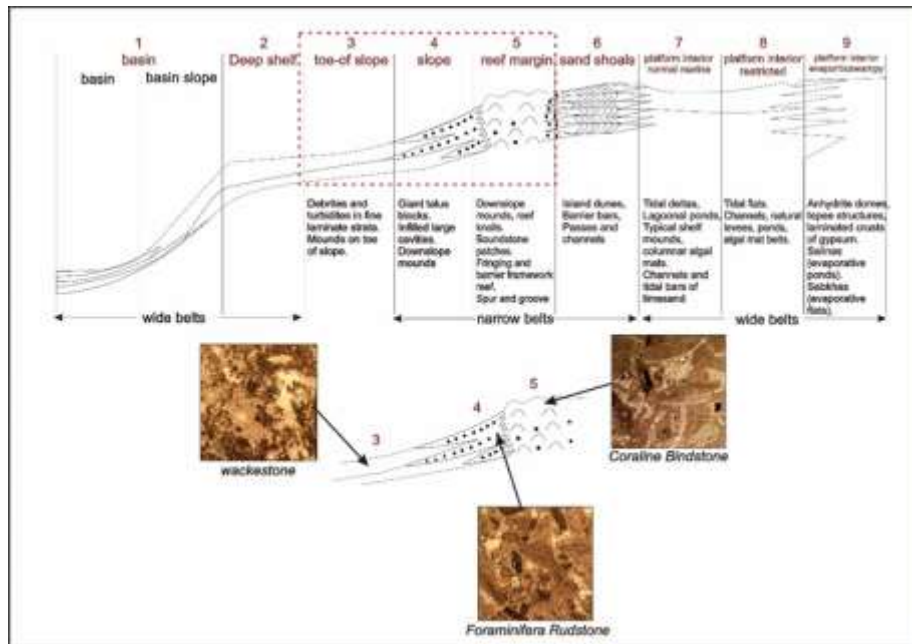 1 2 3 4 5 6 7 8 9
basin Deep shelf toe-of slope slope reef margin sand shoals platform interior normal marine platform interior restricted platform interior
basin basin slope
Debrites and
turbidites in fine
laminate strata.
Mounds on toe
of slope.
Giant talus
blocks.
Infilled large
cavities.
Downslope
mounds
Downslope
mounds, reef
knolls.
Soundstone
patches.
Fringing and
barrier framework
reef.
Spur and groove
Island dunes,
Barrier bars,
Passes and
channels
Tidal deltas,
Lagoonal ponds,
Typical shelf
mounds,
columnar algal
mats.
Channels and
tidal bars of
limesand
Tidal flats.
Channels, natural
levees, ponds,
algal mat belts.
Anhydrite domes,
tepee structures,
laminated crusts
of gypsum.
Salinas
(evaporative
ponds).
Sabkhas
(evaporative
flats).
wide belts narrow belts wide belts
3 4 5
wackestone
Coraline Bindstone
Foraminifera Rudstone